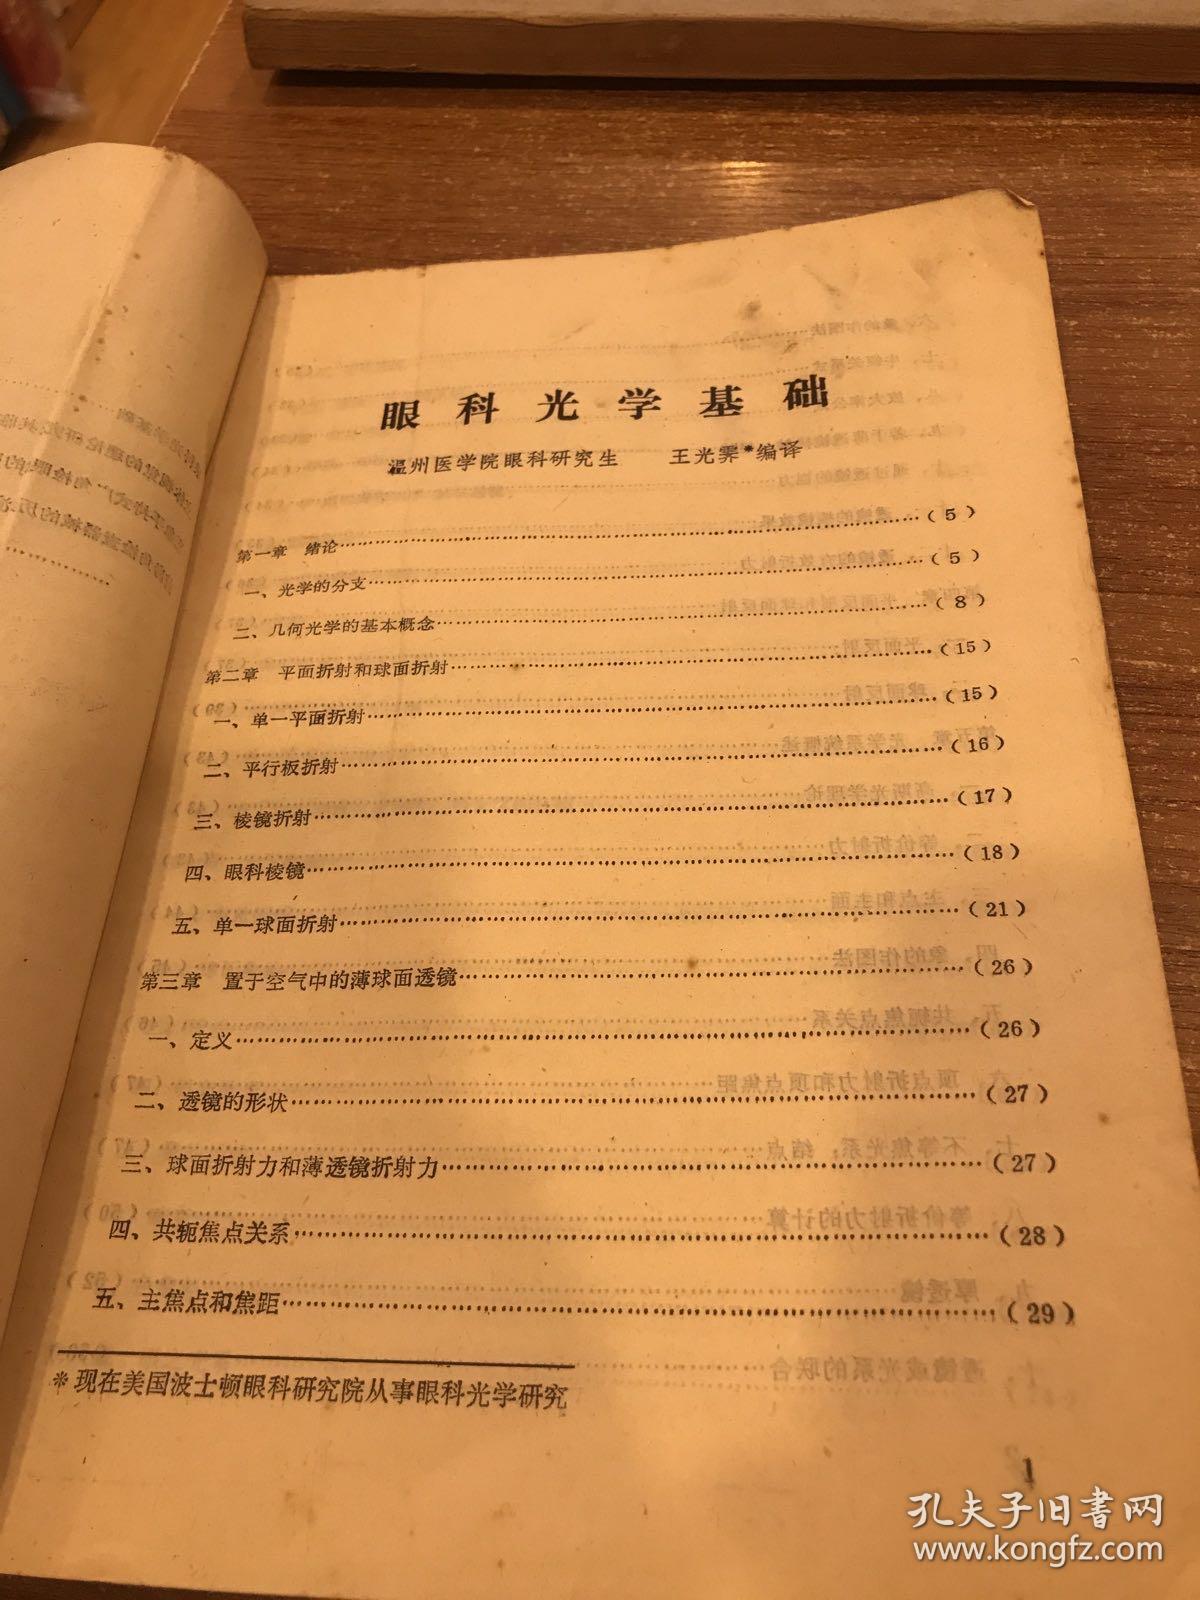 眼科光学基础
温州医学院眼科研究生 王光霁*编译
第一章 绪论……(5)
一、光学的分支……(5)
二、几何光学的基本概念……(8)
第二章 平面折射和球面折射……(15)
一、单一平面折射……(15)
二、平行板折射……(16)
三、棱镜折射……(17)
四、眼科棱镜……(18)
五、单一球面折射……(21)
第三章 置于空气中的薄球面透镜……(26)
一、定义……(26)
二、透镜的形状……(27)
三、球面折射力和薄透镜折射力……(27)
四、共轭焦点关系……(28)
五、主焦点和焦距……(29)
*现在美国波士顿眼科研究院从事眼科光学研究
1
孔夫子旧书网
www.kongfz.com